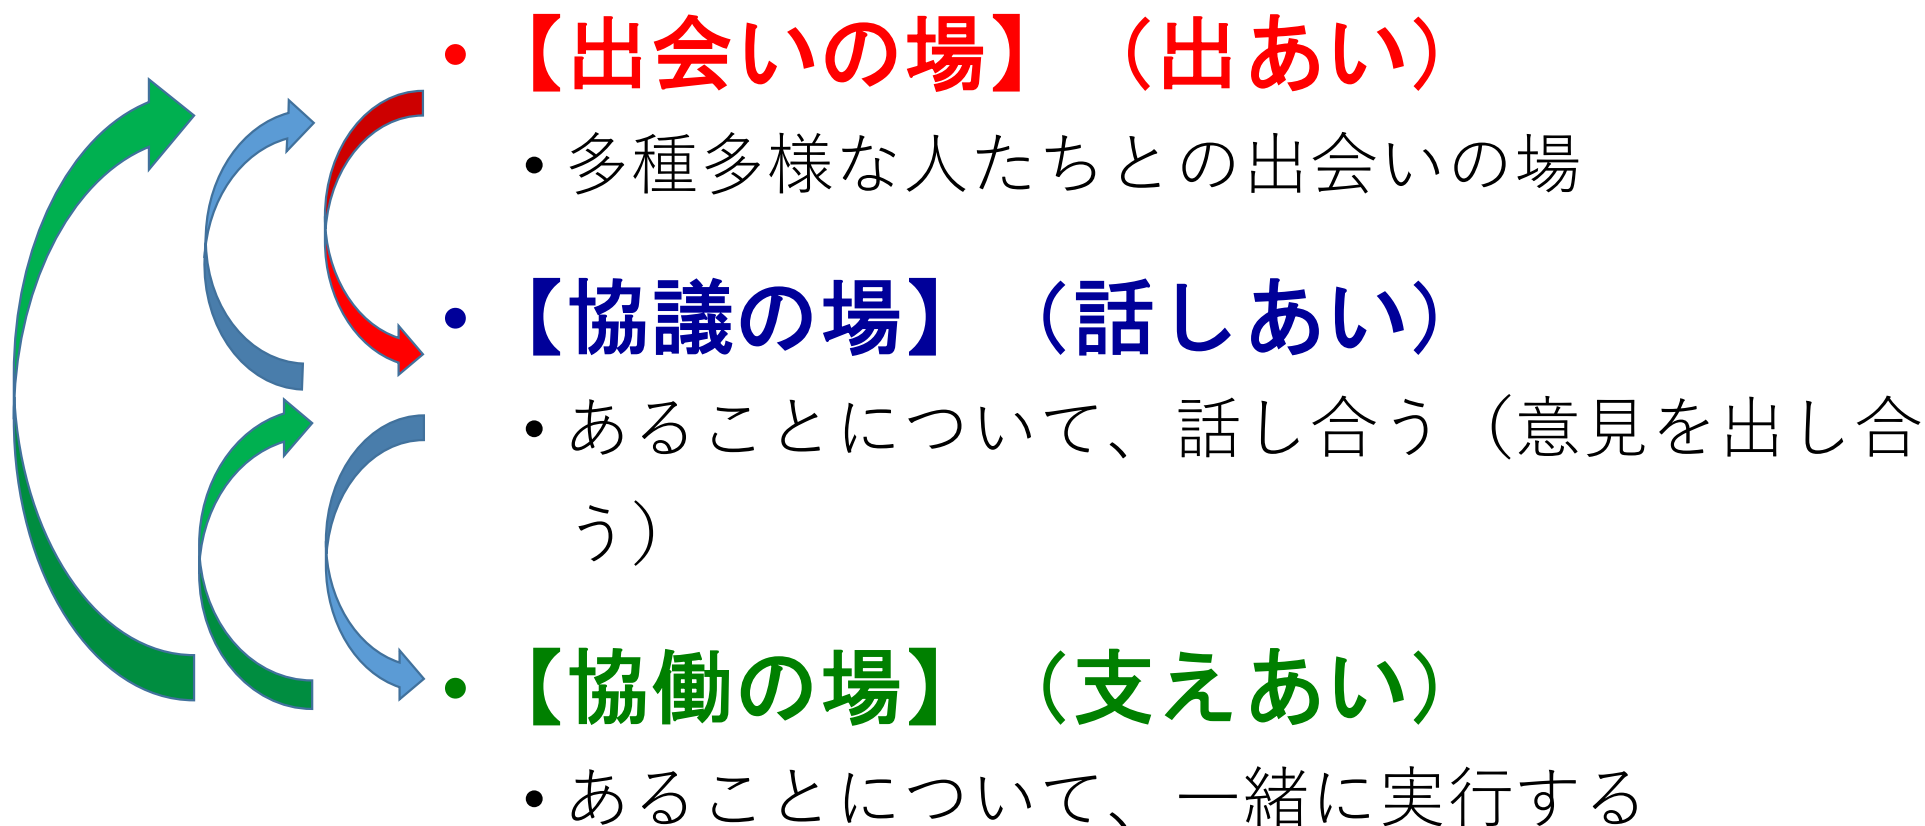 •【出会いの場】（出あい）
•多種多様な人たちとの出会いの場
•【協議の場】（話しあい）
•あることについて、話し合う（意見を出し合
う）
•【協働の場】（支えあい）
•あることについて、一緒に実行する